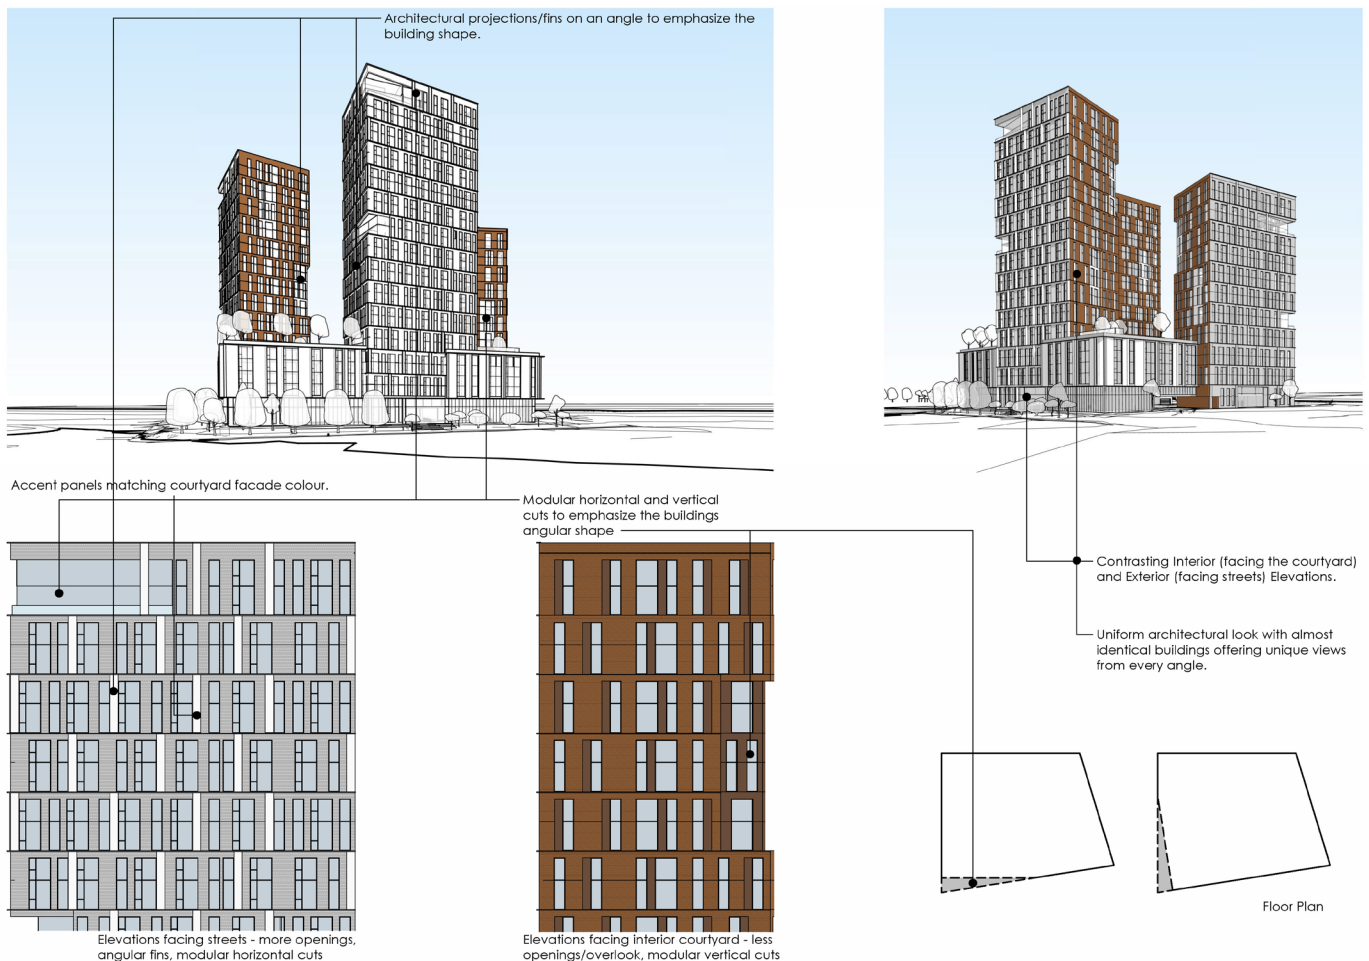 Architectural projections/fins on an angle to emphasize the
building shape.
Accent panels matching courtyard facade colour.
Modular horizontal and vertical
cuts to emphasize the buildings
angular shape
Contrasting Interior (facing the courtyard)
and Exterior (facing streets) Elevations.
Uniform architectural look with almost
identical buildings offering unique views
from every angle.
Floor Plan
Elevations facing streets - more openings,
angular fins, modular horizontal cuts
Elevations facing interior courtyard - less
openings/overlook, modular vertical cuts